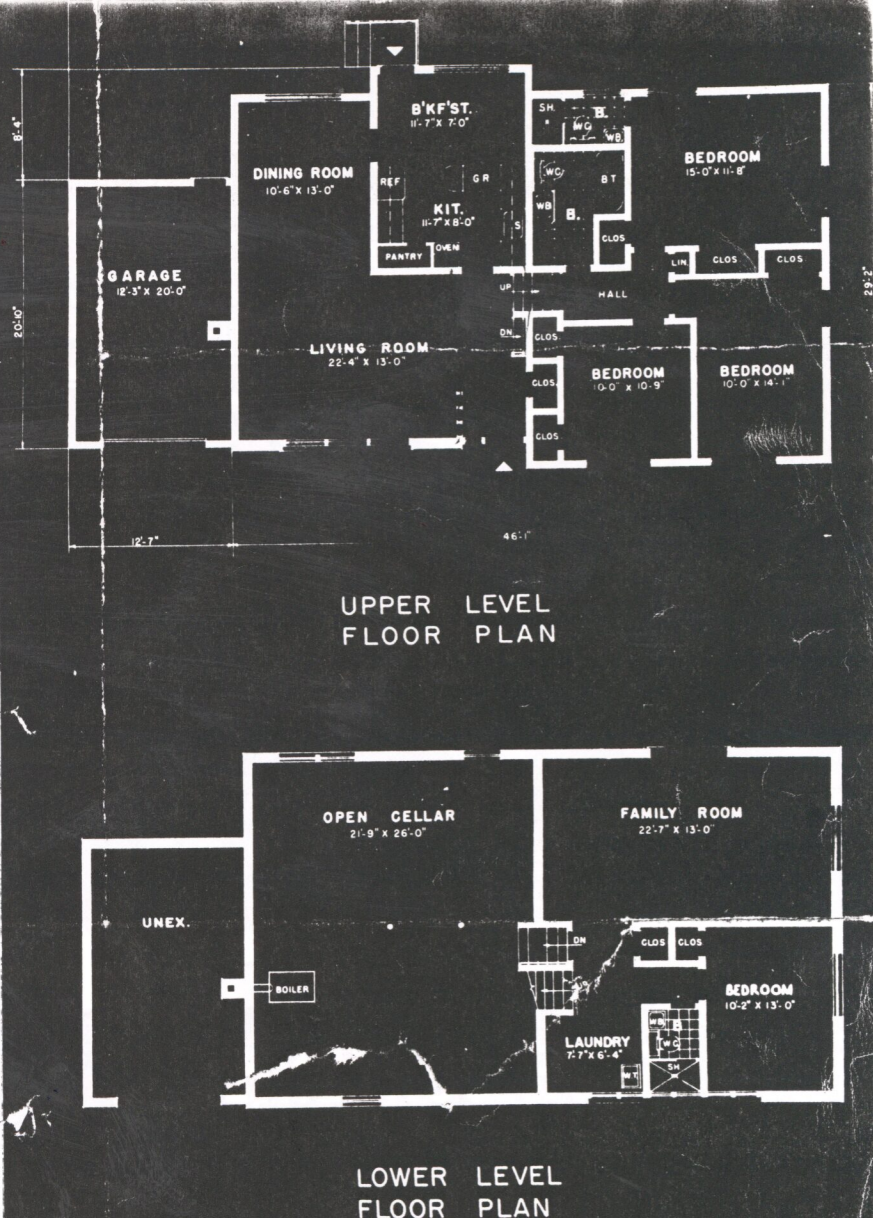 B'KF'ST.
11'-7" X 7'-0"
SH.
B.
WC
WB.
8'-4"
DINING ROOM
10'-6" X 13'-0"
REF
GR
WC
BT
BEDROOM
15'-0" X 11'-8"
KIT.
11'-7" X 8'-0"
S
WB
B.
CLOS
PANTRY
OVEN
LIN.
CLOS
CLOS
GARAGE
12'-3" X 20'-0"
UP
HALL
29'-2"
20'-10"
LIVING ROOM
22'-4" X 13'-0"
DN.
CLOS.
CLOS.
CLOS
BEDROOM
10'-0" X 10'-9"
BEDROOM
10'-0" X 14'-1"
12'-7"
46'-1"
UPPER LEVEL
FLOOR PLAN
OPEN CELLAR
21'-9" X 26'-0"
FAMILY ROOM
22'-7" X 13'-0"
UNEX.
DN
CLOS
CLOS
BOILER
BEDROOM
10'-2" X 13'-0"
LAUNDRY
7'-7" X 6'-4"
WB
B
WC
W.T.
SH
LOWER LEVEL
FLOOR PLAN